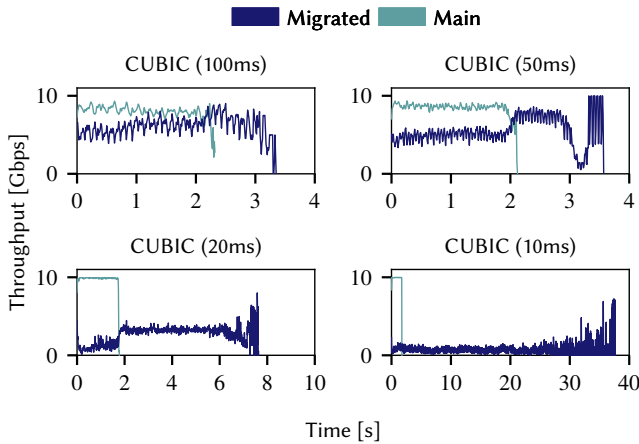 Migrated Main
CUBIC (100ms) CUBIC (50ms)
10 10
0 0
0 1 2 3 4 0 1 2 3 4
Throughput [Gbps]
CUBIC (20ms) CUBIC (10ms)
10 10
0 0
0 2 4 6 8 10 0 10 20 30 40
Time [s]